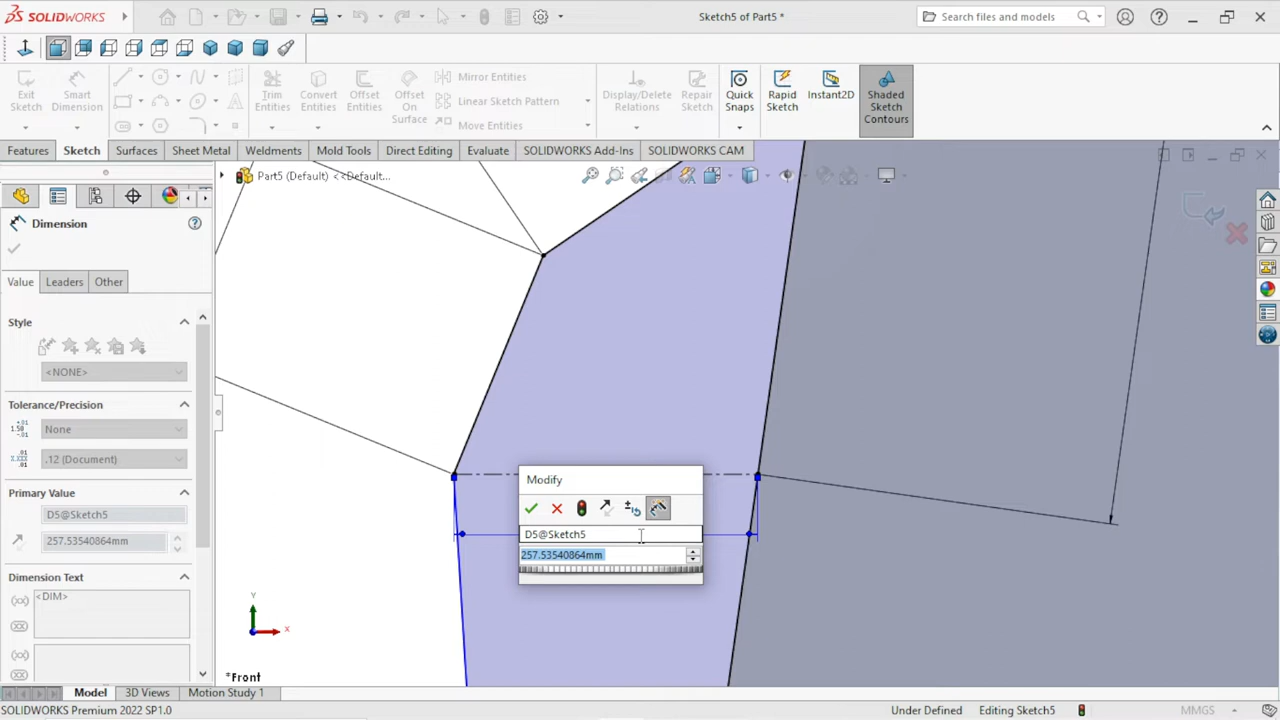 SOLIDWORKS
Sketch5 of Part5 *
Search files and models
Exit Sketch
Smart Dimension
Trim Entities
Convert Entities
Offset Entities
Offset On Surface
Mirror Entities
Linear Sketch Pattern
Move Entities
Display/Delete Relations
Repair Sketch
Quick Snaps
Rapid Sketch
Instant2D
Shaded Sketch Contours
Features
Sketch
Surfaces
Sheet Metal
Weldments
Mold Tools
Direct Editing
Evaluate
SOLIDWORKS Add-Ins
SOLIDWORKS CAM
Part5 (Default) <<Default...
Dimension
Value
Leaders
Other
Style
<NONE>
Tolerance/Precision
None
.12 (Document)
Primary Value
D5@Sketch5
257.53540864mm
Dimension Text
<DIM>
Modify
D5@Sketch5
257.53540864mm
Y
X
*Front
Model
3D Views
Motion Study 1
SOLIDWORKS Premium 2022 SP1.0
Under Defined
Editing Sketch5
MMGS